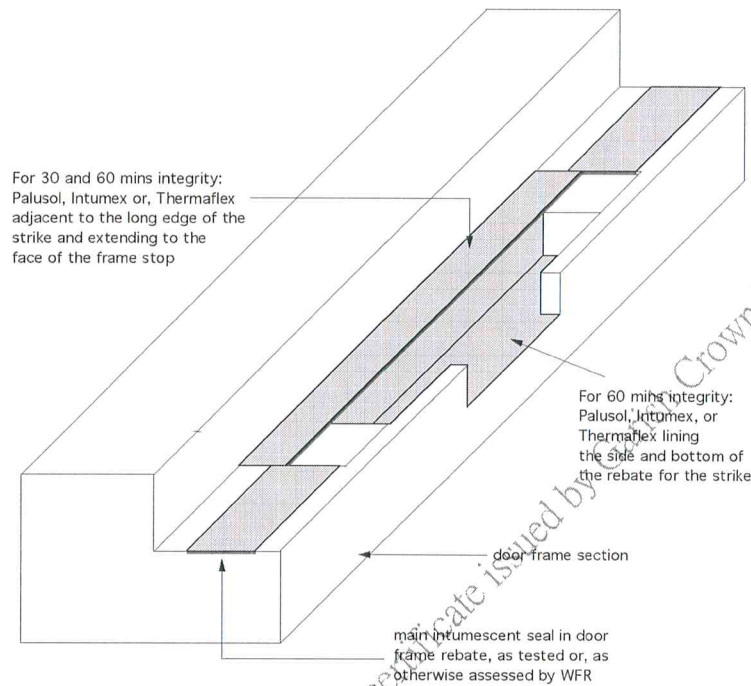 For 30 and 60 mins integrity:
Palusol, Intumex or, Thermaflex
adjacent to the long edge of the
strike and extending to the
face of the frame stop
For 60 mins integrity:
Palusol, Intumex, or
Thermaflex lining
the side and bottom of
the rebate for the strike
door frame section
main intumescent seal in door
frame rebate, as tested or, as
otherwise assessed by WFR